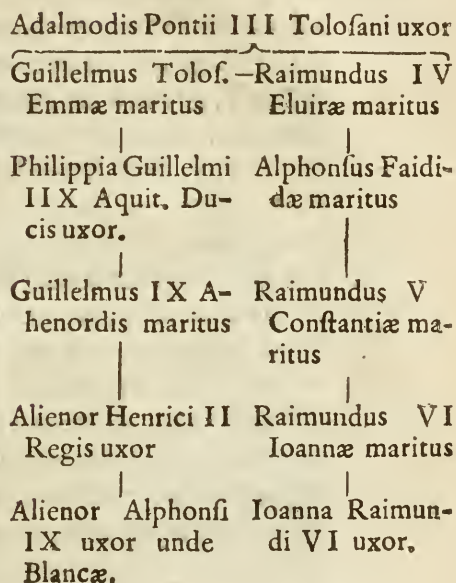 Adalmodis Pontii III Toloſani uxor
Guillelmus Toloſ. —Raimundus IV
Emmæ maritus Eluiræ maritus
Philippia Guillelmi Alphonſus Faidi-
IIX Aquit. Du- dæ maritus
cis uxor.
Guillelmus IX A- Raimundus V
henordis maritus Conſtantiæ ma-
ritus
Alienor Henrici II Raimundus VI
Regis uxor Ioannæ maritus
Alienor Alphonſi Ioanna Raimun-
IX uxor unde di VI uxor.
Blancæ.